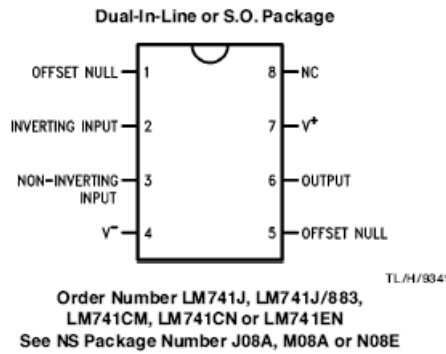 Dual-In-Line or S.O. Package
OFFSET NULL 1 8 NC
INVERTING INPUT 2 7 V+
NON-INVERTING INPUT 3 6 OUTPUT
V- 4 5 OFFSET NULL
TL/H/9341
Order Number LM741J, LM741J/883,
LM741CM, LM741CN or LM741EN
See NS Package Number J08A, M08A or N08E